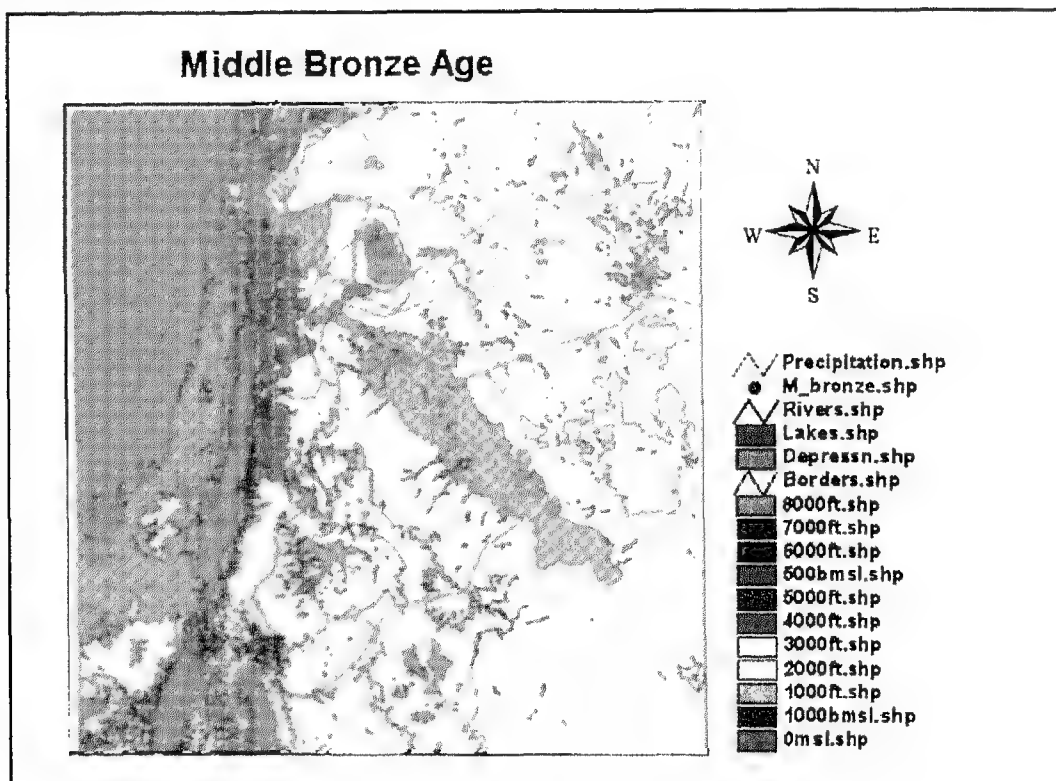 Middle Bronze Age
N
W E
S
Precipitation.shp
M_bronze.shp
Rivers.shp
Lakes.shp
Depressn.shp
Borders.shp
8000ft.shp
7000ft.shp
6000ft.shp
500bmsl.shp
5000ft.shp
4000ft.shp
3000ft.shp
2000ft.shp
1000ft.shp
1000bmsl.shp
0msl.shp